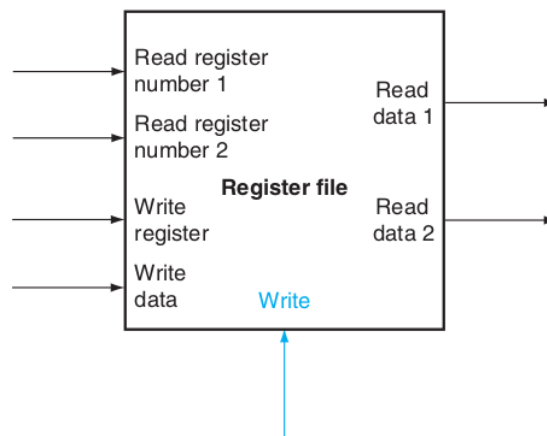 Read register
number 1
Read
data 1
Read register
number 2
Register file
Write
register
Read
data 2
Write
data
Write